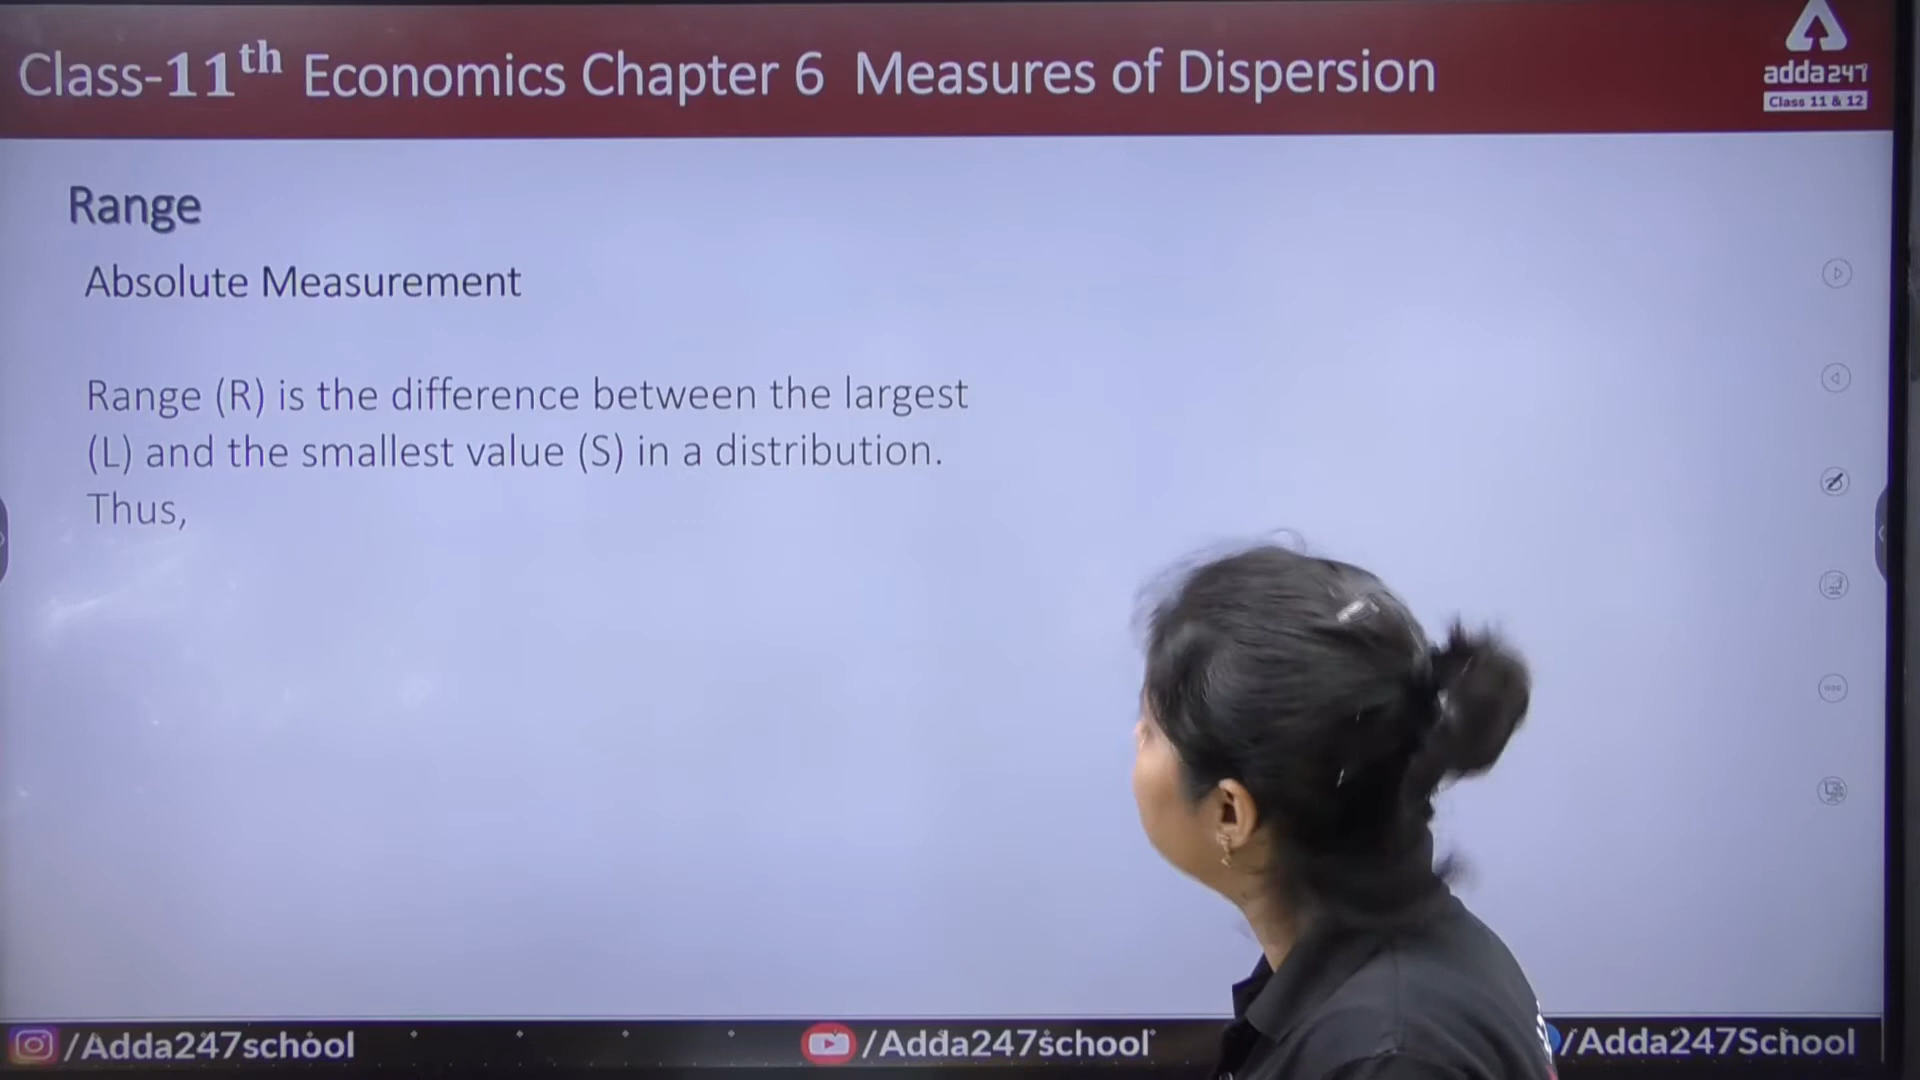 Class-11th Economics Chapter 6 Measures of Dispersion
adda247
Class 11 & 12
Range
Absolute Measurement
Range (R) is the difference between the largest
(L) and the smallest value (S) in a distribution.
Thus,
/Adda247school
/Adda247school
/Adda247School